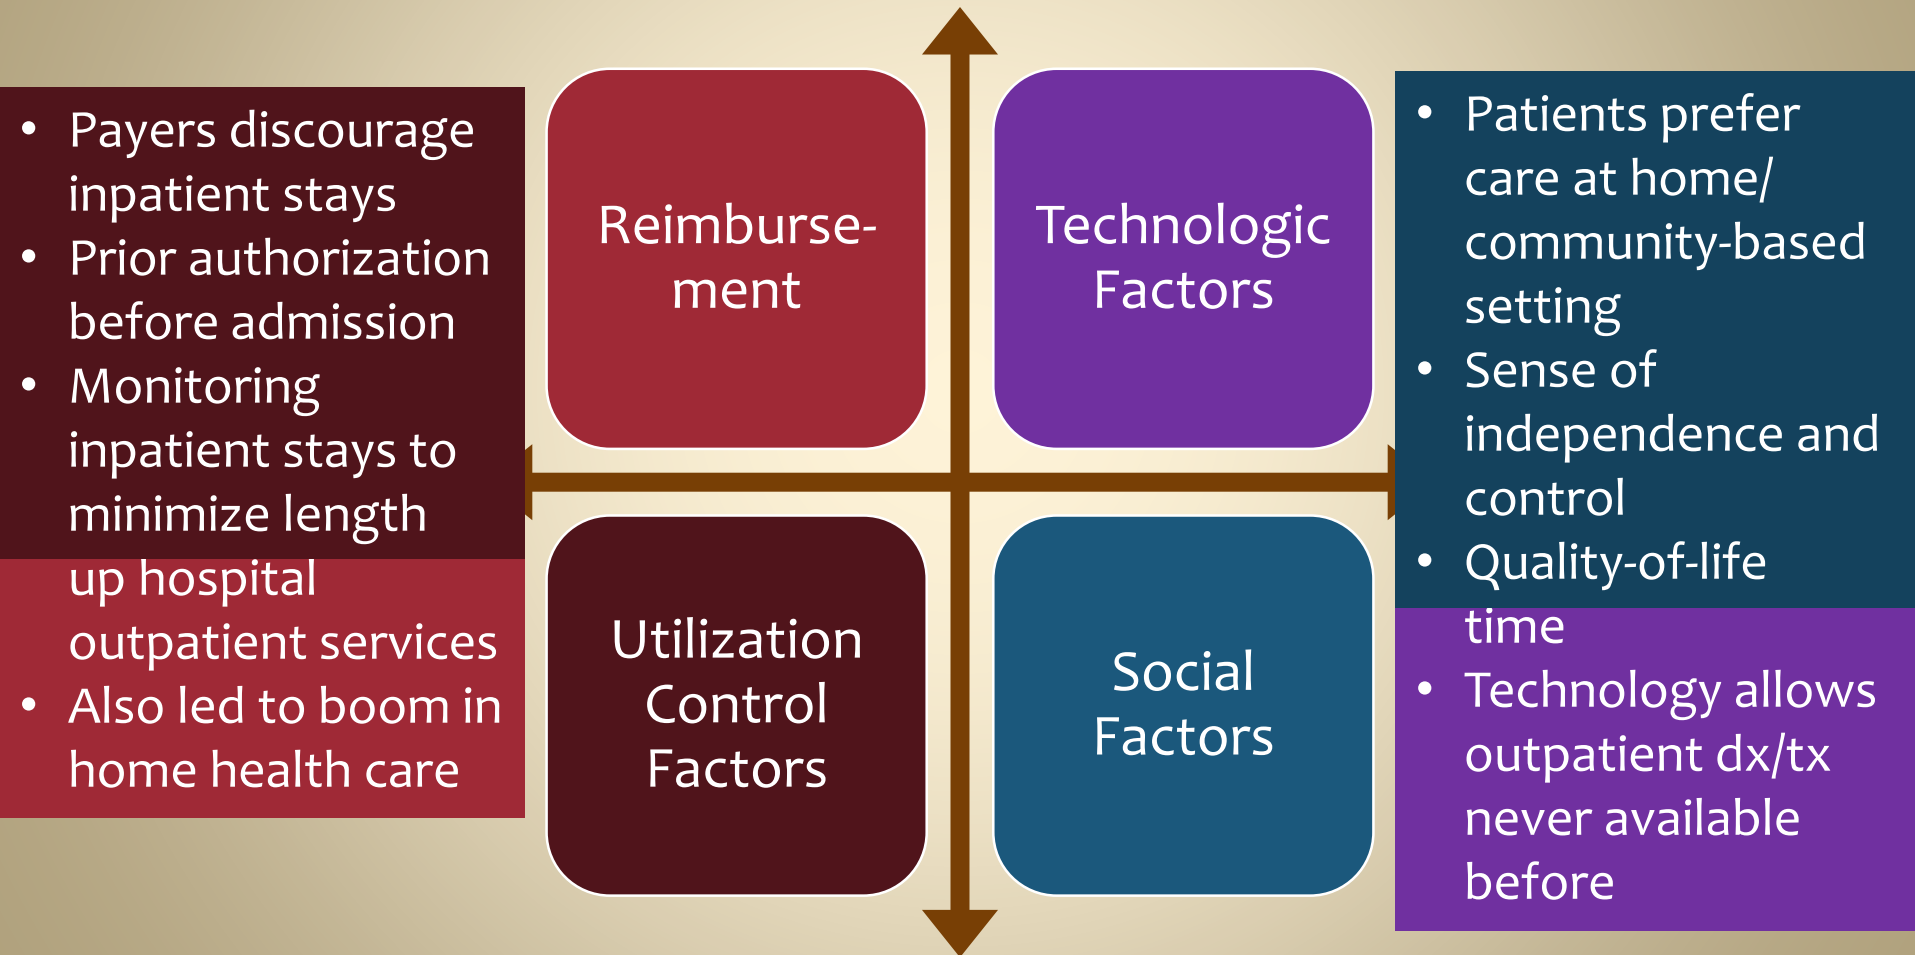 • Payers discourage
inpatient stays
• Prior authorization
before admission
• Monitoring
inpatient stays to
minimize length
up hospital
outpatient services
• Also led to boom in
home health care
Reimburse-
ment
Technologic
Factors
Utilization
Control
Factors
Social
Factors
• Patients prefer
care at home/
community-based
setting
• Sense of
independence and
control
• Quality-of-life
time
• Technology allows
outpatient dx/tx
never available
before